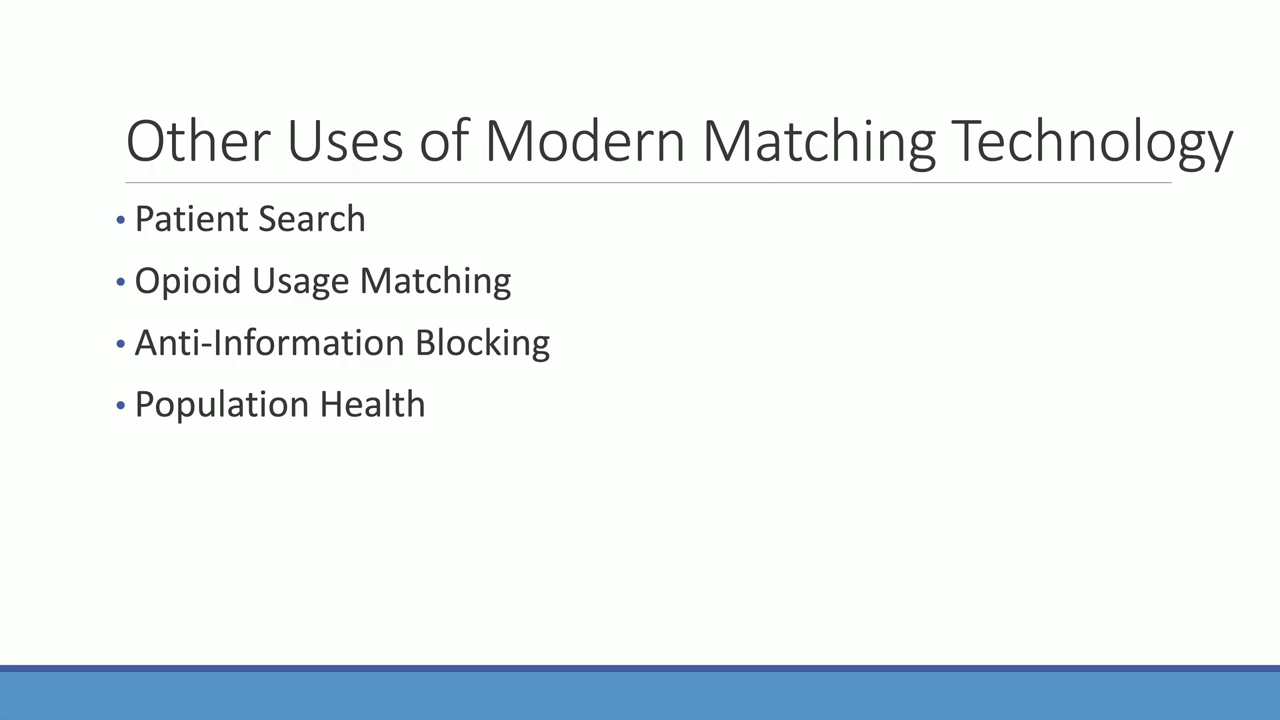 Other Uses of Modern Matching Technology
• Patient Search
• Opioid Usage Matching
• Anti-Information Blocking
• Population Health